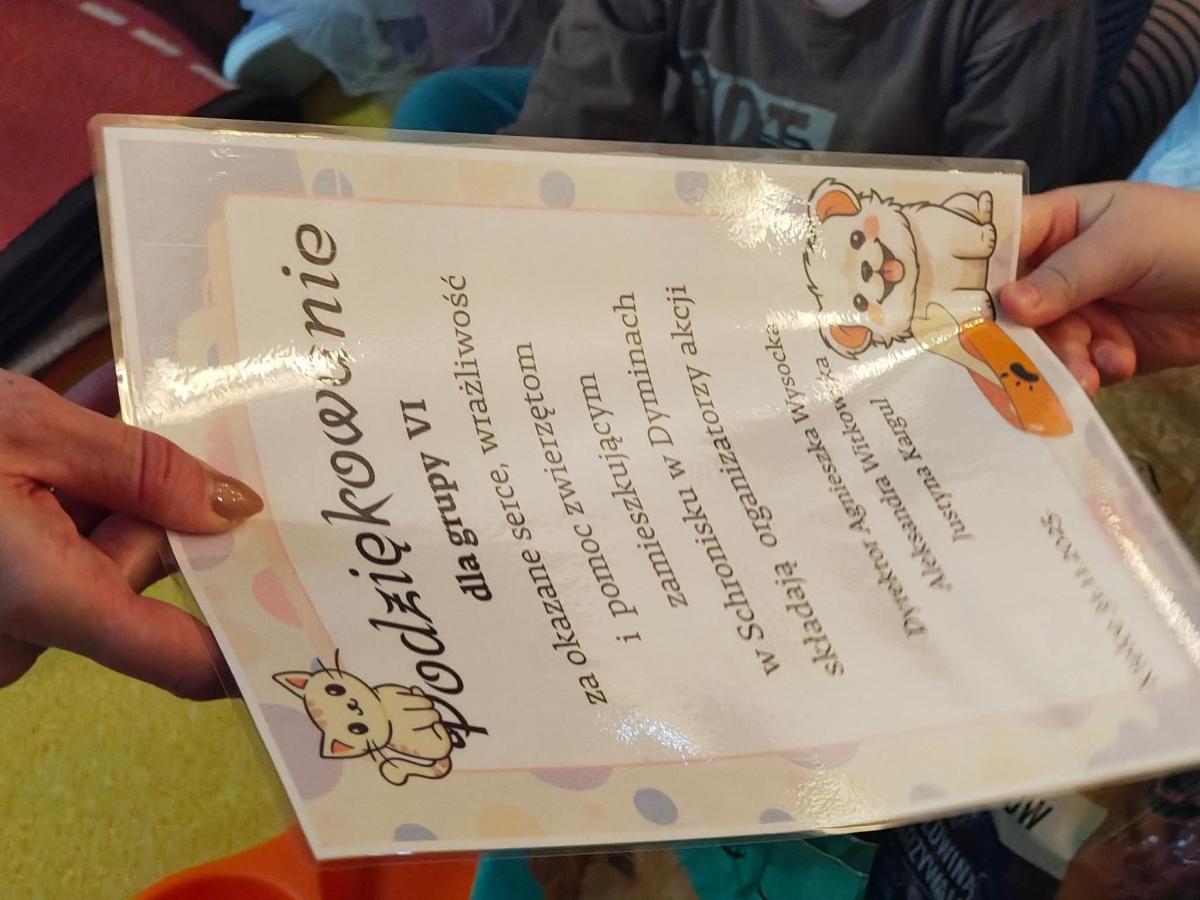 Podziękowanie
dla grupy VI
za okazane serce, wrażliwość
i pomoc zwierzętom
zamieszkującym
w Schronisku w Dyminach
składają organizatorzy akcji
Dyrektor Agnieszka Wysocka
Aleksandra Witkowska
Justyna Kargul